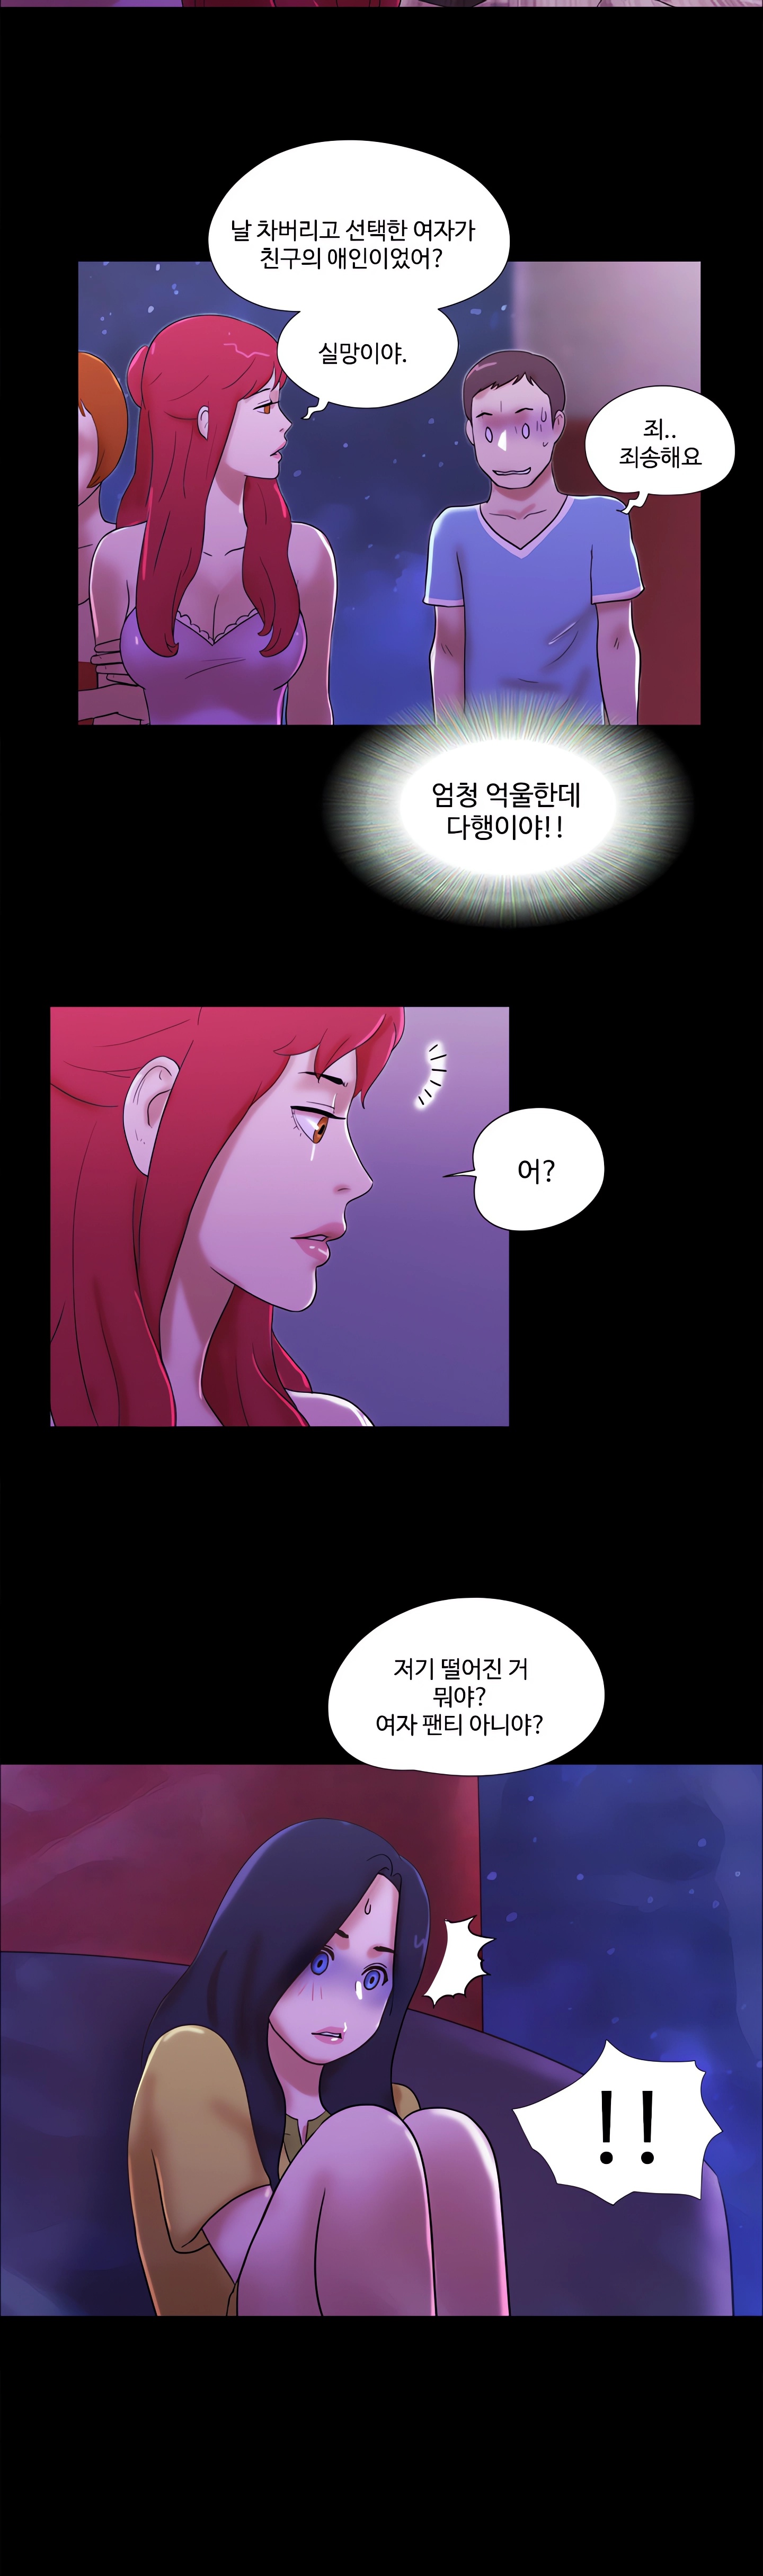 날 차버리고 선택한 여자가
친구의 애인이었어?
실망이야.
죄..
죄송해요
엄청 억울한데
다행이야!!
어?
저기 떨어진 거
뭐야?
여자 팬티 아니야?
!!